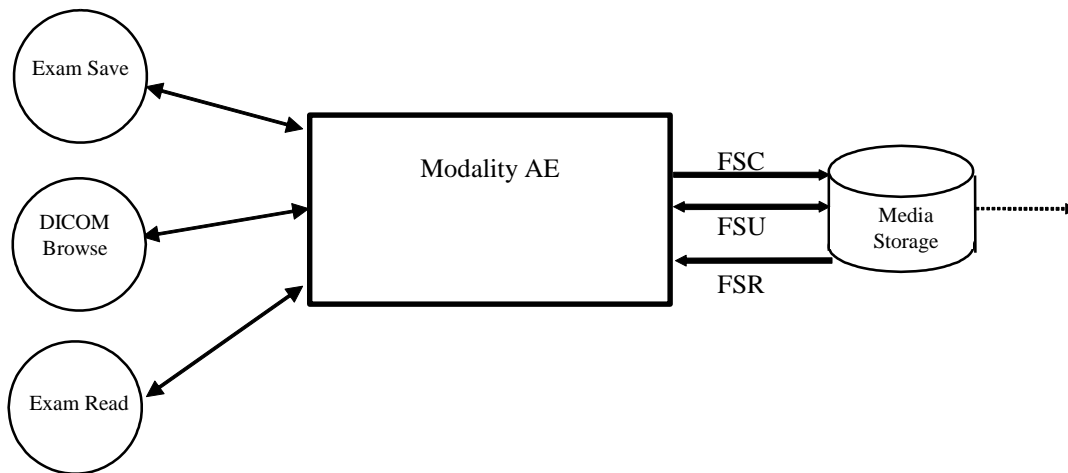 Exam Save
DICOM
Browse
Exam Read
Modality AE
FSC
FSU
FSR
Media
Storage